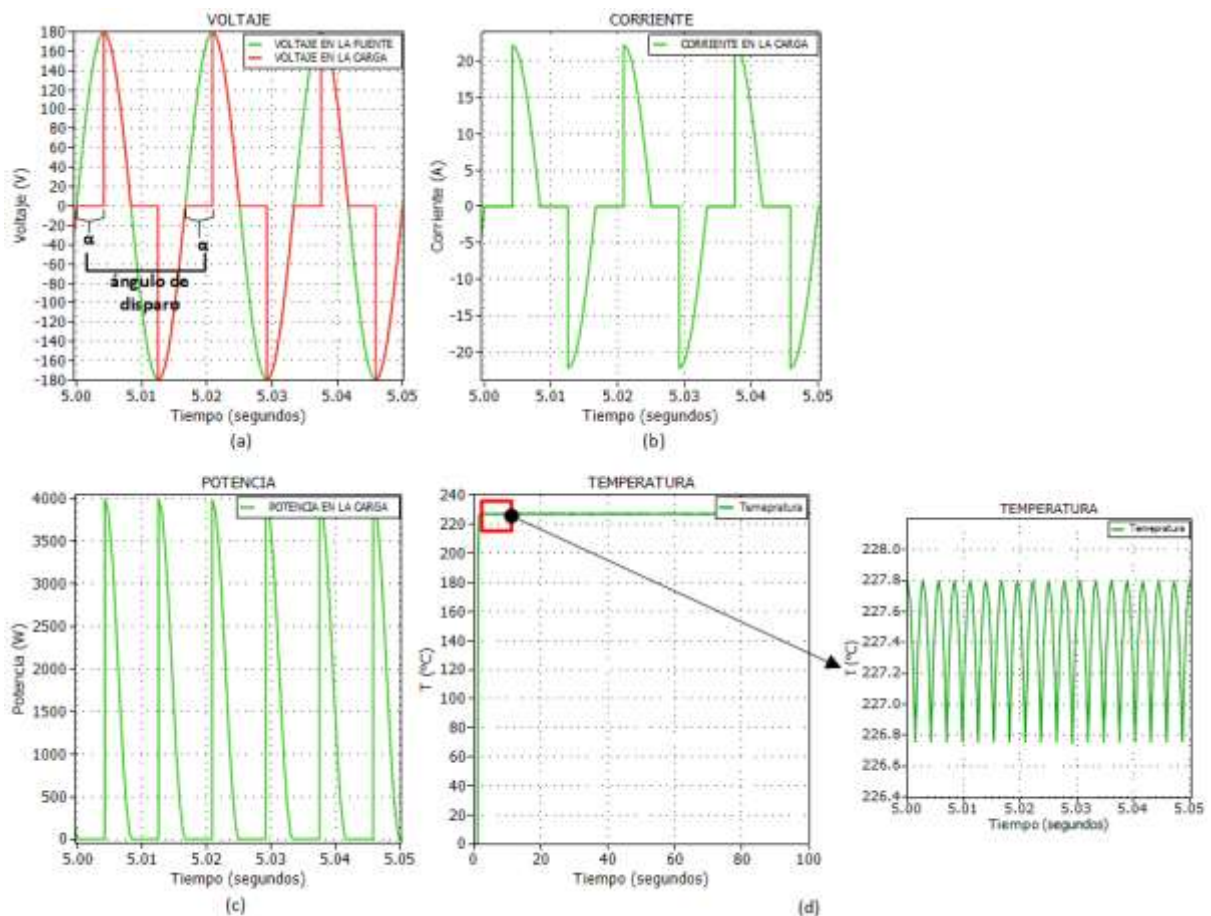 VOLTAJE
VOLTAJE EN LA FUENTE
VOLTAJE EN LA CARGA
180
160
140
120
100
80
60
40
20
0
-20
-40
-60
-80
-100
-120
-140
-160
-180
Voltaje (V)
α
α
ángulo de
disparo
5.00 5.01 5.02 5.03 5.04 5.05
Tiempo (segundos)
(a)
CORRIENTE
CORRIENTE EN LA CARGA
20
15
10
5
0
-5
-10
-15
-20
Corriente (A)
5.00 5.01 5.02 5.03 5.04 5.05
Tiempo (segundos)
(b)
POTENCIA
POTENCIA EN LA CARGA
4000
3500
3000
2500
2000
1500
1000
500
0
Potencia (W)
5.00 5.01 5.02 5.03 5.04 5.05
Tiempo (segundos)
(c)
TEMPERATURA
Temepratura
240
220
200
180
160
140
120
100
80
60
40
20
0
T (ºC)
0 20 40 60 80 100
Tiempo (segundos)
(d)
TEMPERATURA
Temepratura
228.0
227.8
227.6
227.4
227.2
227.0
226.8
226.6
226.4
T (ºC)
5.00 5.01 5.02 5.03 5.04 5.05
Tiempo (segundos)